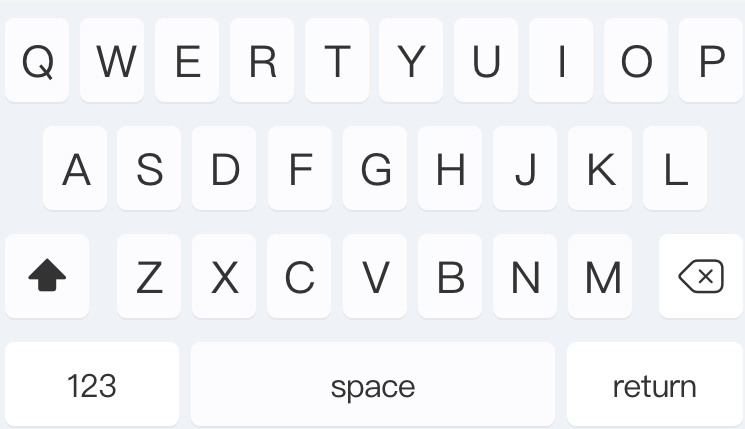 Q W E R T Y U I O P
A S D F G H J K L
Z X C V B N M
123 space return